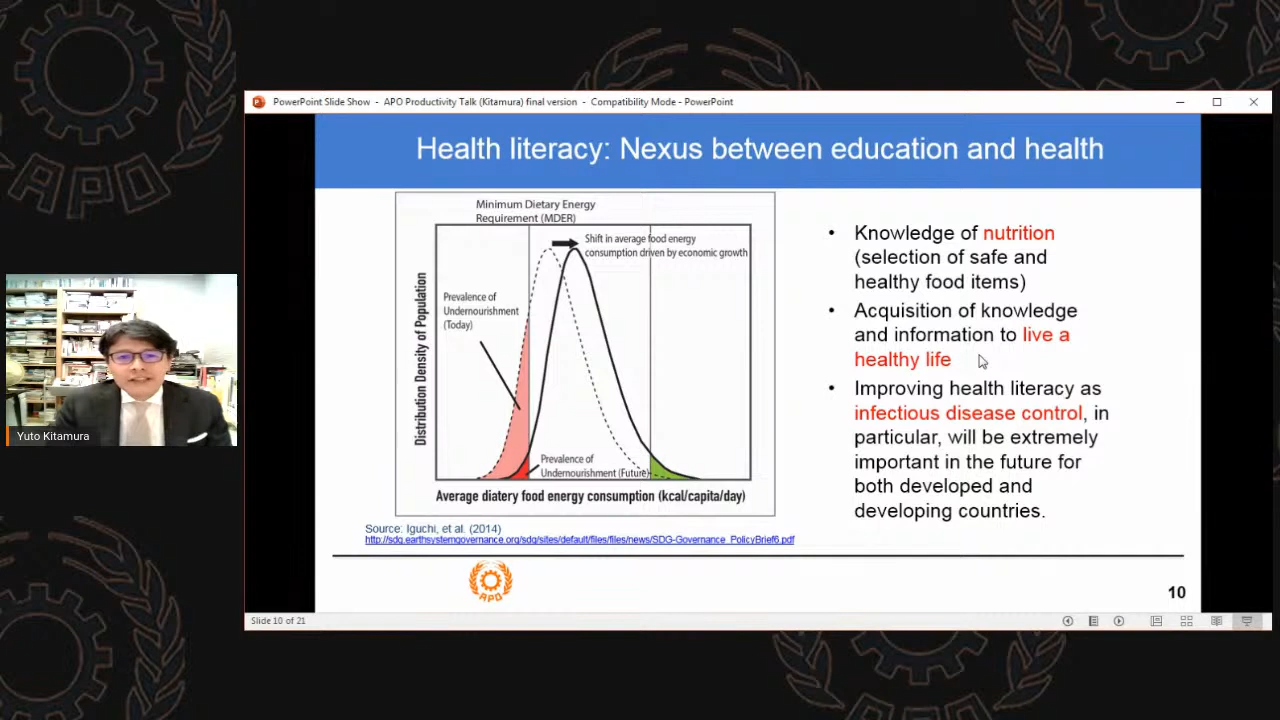 PowerPoint Slide Show - APO Productivity Talk (Kitamura) final version - Compatibility Mode - PowerPoint
Health literacy: Nexus between education and health
Minimum Dietary Energy
Requirement (MDER)
Shift in average food energy
consumption driven by economic growth
Prevalence of
Undernourishment
(Today)
Distribution Density of Population
Prevalence of
Undernourishment (Future)
Average diatery food energy consumption (kcal/capita/day)
Source: Iguchi, et al. (2014)
http://sdg.earthsystemgovernance.org/sdg/sites/default/files/files/news/SDG-Governance_PolicyBrief6.pdf
• Knowledge of nutrition
(selection of safe and
healthy food items)
• Acquisition of knowledge
and information to live a
healthy life
• Improving health literacy as
infectious disease control, in
particular, will be extremely
important in the future for
both developed and
developing countries.
APO
10
Slide 10 of 21
Yuto Kitamura
APO
APO
APO